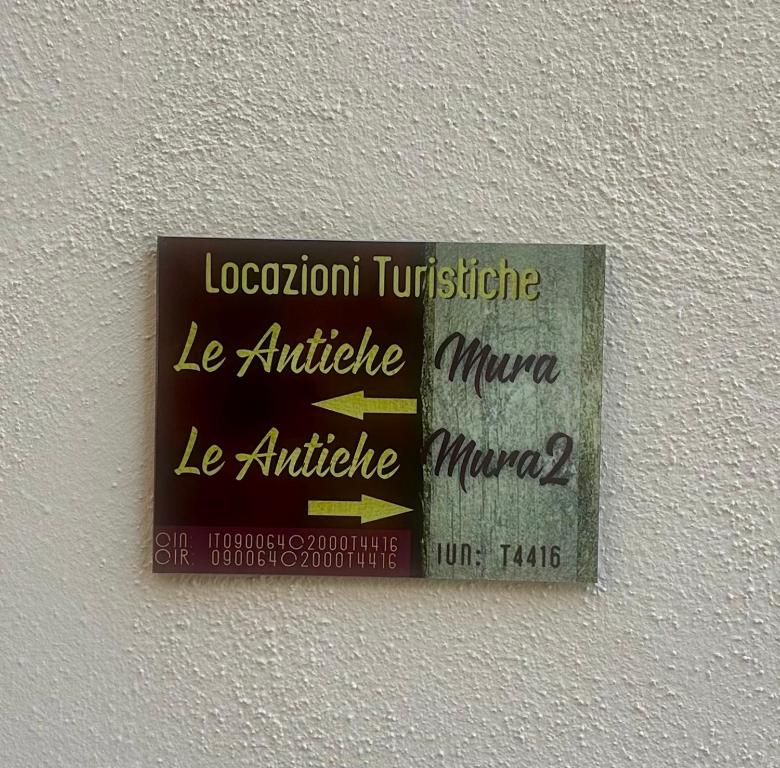 Locazioni Turistiche
Le Antiche Mura
Le Antiche Mura2
CIN: IT090064C2000T4416
CIR: 090064C2000T4416
IUN: T4416